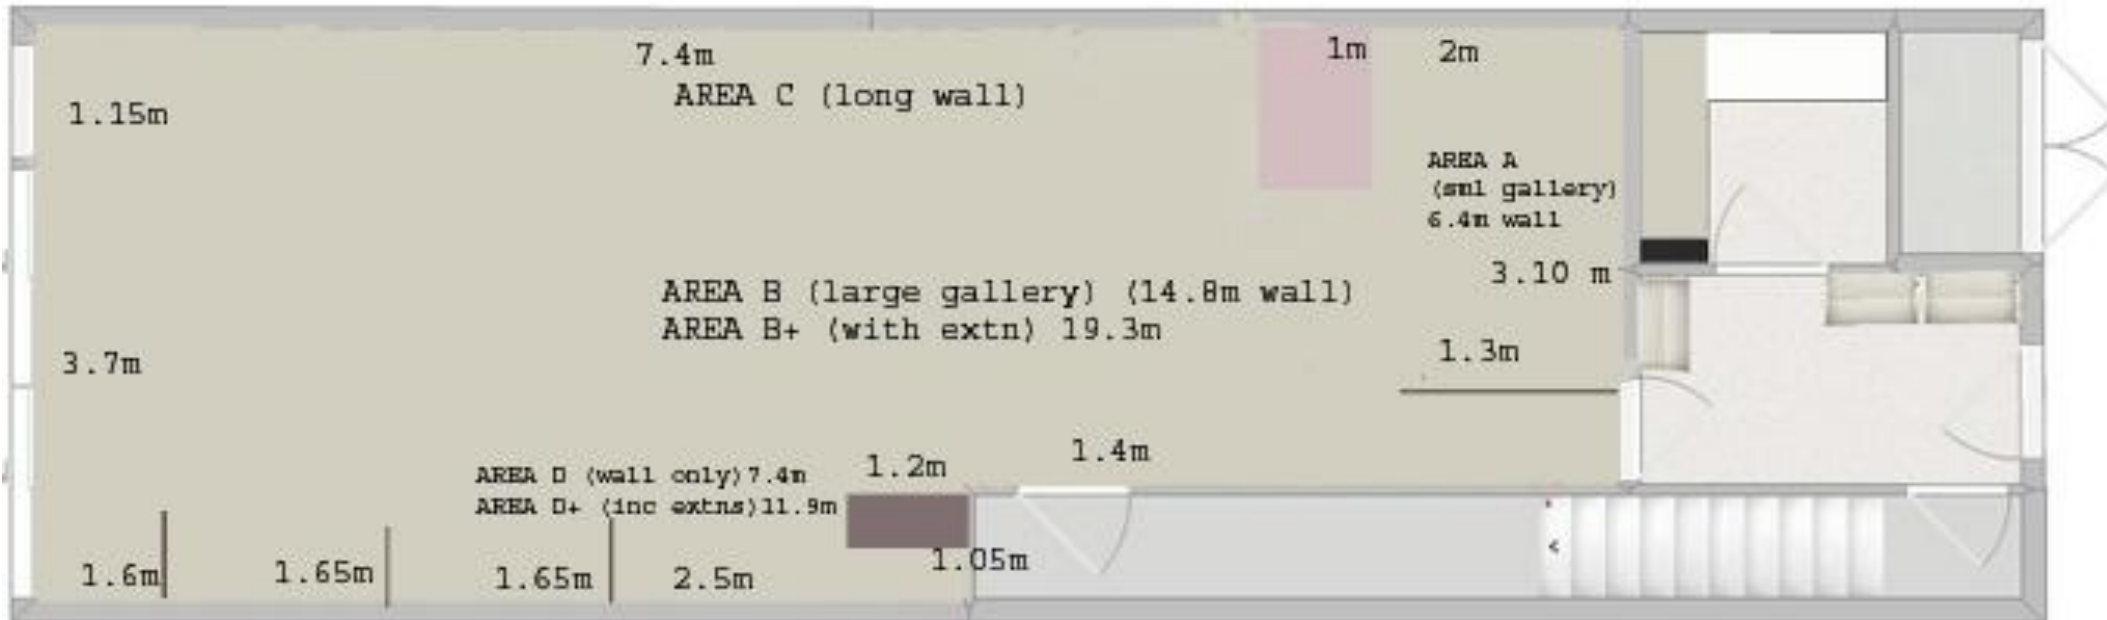 7.4m
1m
2m
AREA C (long wall)
1.15m
AREA A
(sml gallery)
6.4m wall
3.10 m
AREA B (large gallery) (14.8m wall)
AREA B+ (with extn) 19.3m
1.3m
3.7m
1.4m
1.2m
AREA D (wall only)7.4m
AREA D+ (inc extns)11.9m
1.05m
1.6m
1.65m
1.65m
2.5m